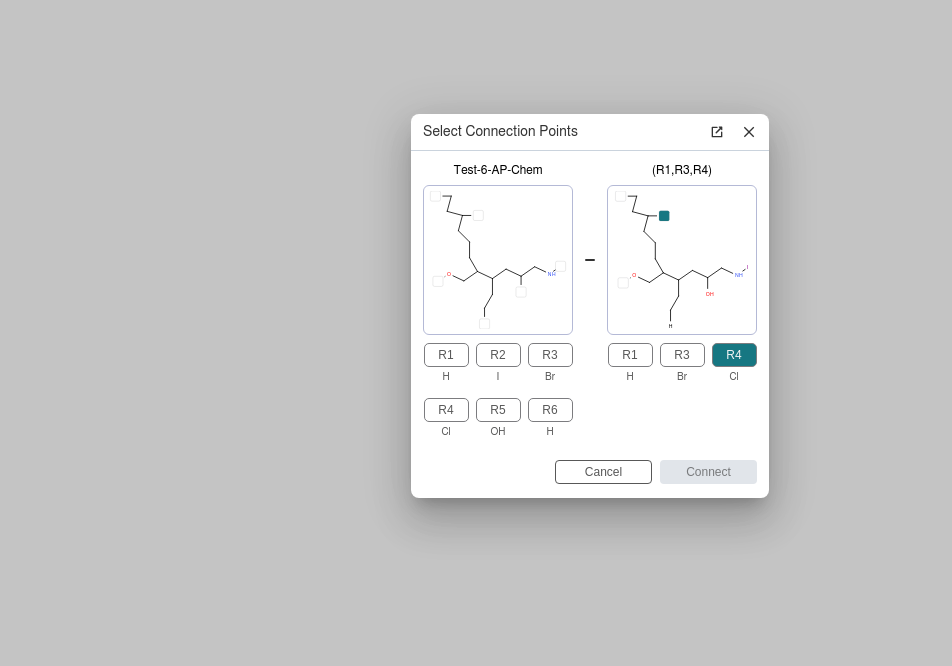 Select Connection Points
Test-6-AP-Chem
(R1,R3,R4)
O
NH
O
OH
NH
I
H
R1 R2 R3
H I Br
R4 R5 R6
Cl OH H
R1 R3 R4
H Br Cl
Cancel Connect